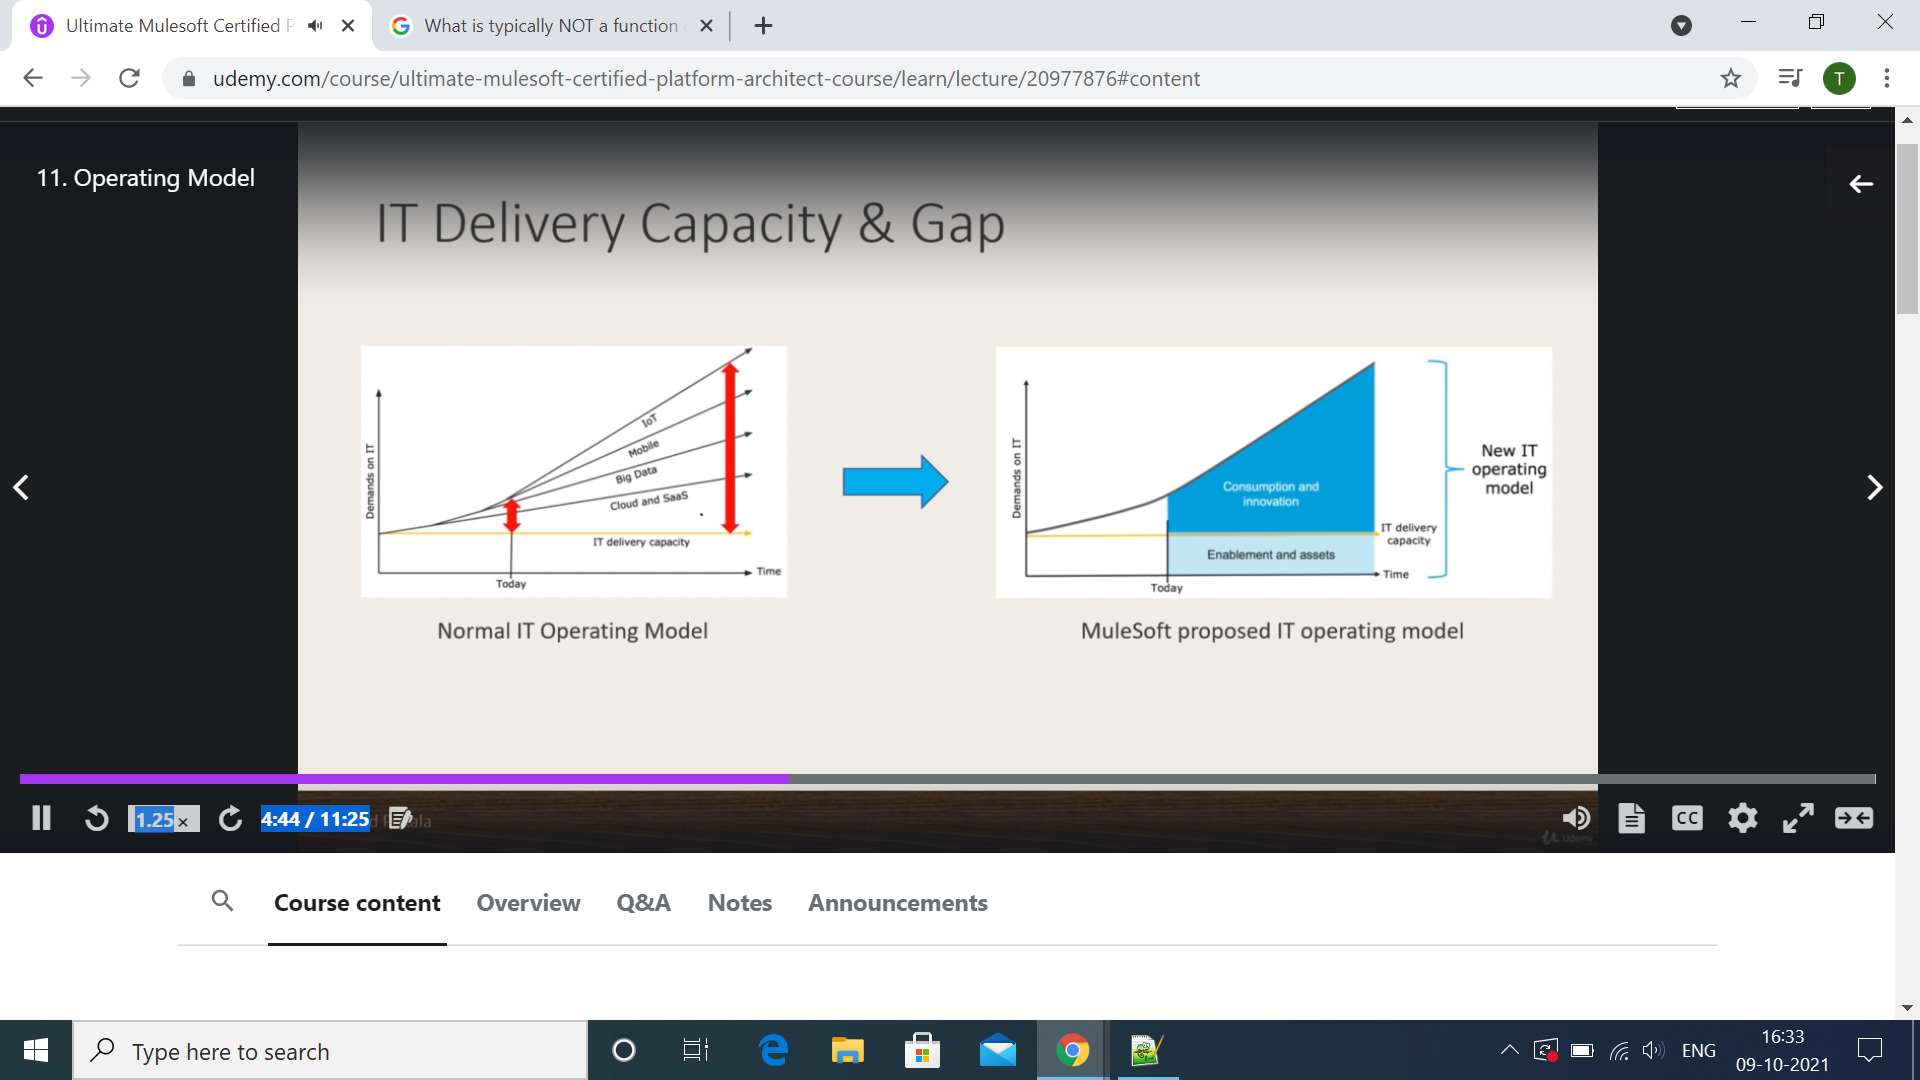 Ultimate Mulesoft Certified P
What is typically NOT a function
udemy.com/course/ultimate-mulesoft-certified-platform-architect-course/learn/lecture/20977876#content
T
11. Operating Model
IT Delivery Capacity & Gap
Demands on IT
IoT
Mobile
Big Data
Cloud and SaaS
IT delivery capacity
Time
Today
Normal IT Operating Model
Demands on IT
Consumption and
innovation
IT delivery
capacity
Enablement and assets
Time
Today
New IT
operating
model
MuleSoft proposed IT operating model
1.25×
4:44 / 11:25
CC
Udemy
Course content
Overview
Q&A
Notes
Announcements
Type here to search
ENG
16:33
09-10-2021